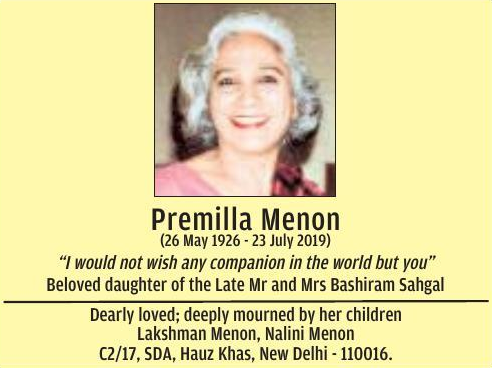 Premilla Menon
(26 May 1926 - 23 July 2019)
“I would not wish any companion in the world but you”
Beloved daughter of the Late Mr and Mrs Bashiram Sahgal
Dearly loved; deeply mourned by her children
Lakshman Menon, Nalini Menon
C2/17, SDA, Hauz Khas, New Delhi - 110016.